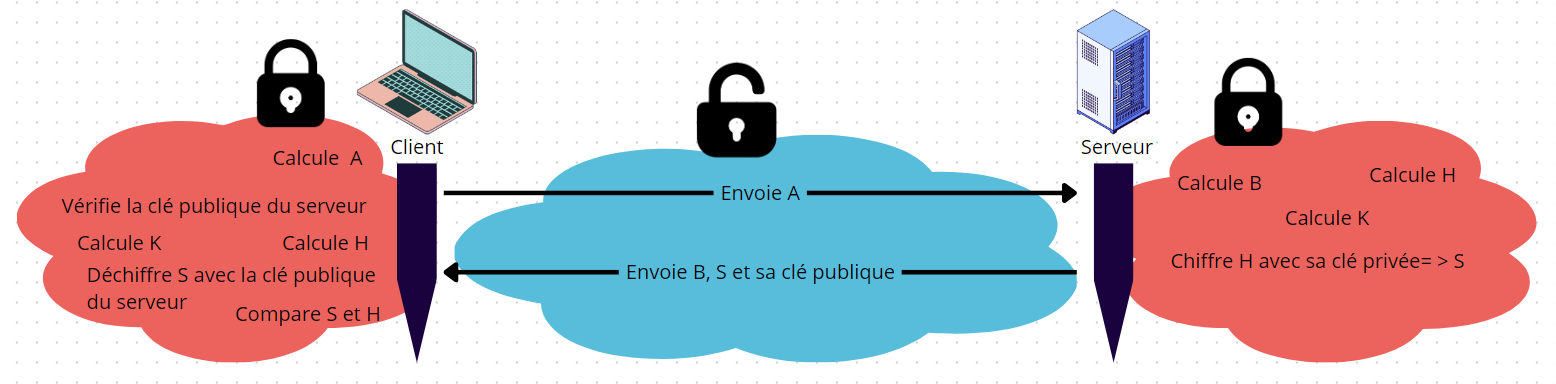 Client
Serveur
Calcule  A
Vérifie la clé publique du serveur
Calcule K
Calcule H
Déchiffre S avec la clé publique
du serveur
Compare S et H
Envoie A
Envoie B, S et sa clé publique
Calcule B
Calcule H
Calcule K
Chiffre H avec sa clé privée= > S